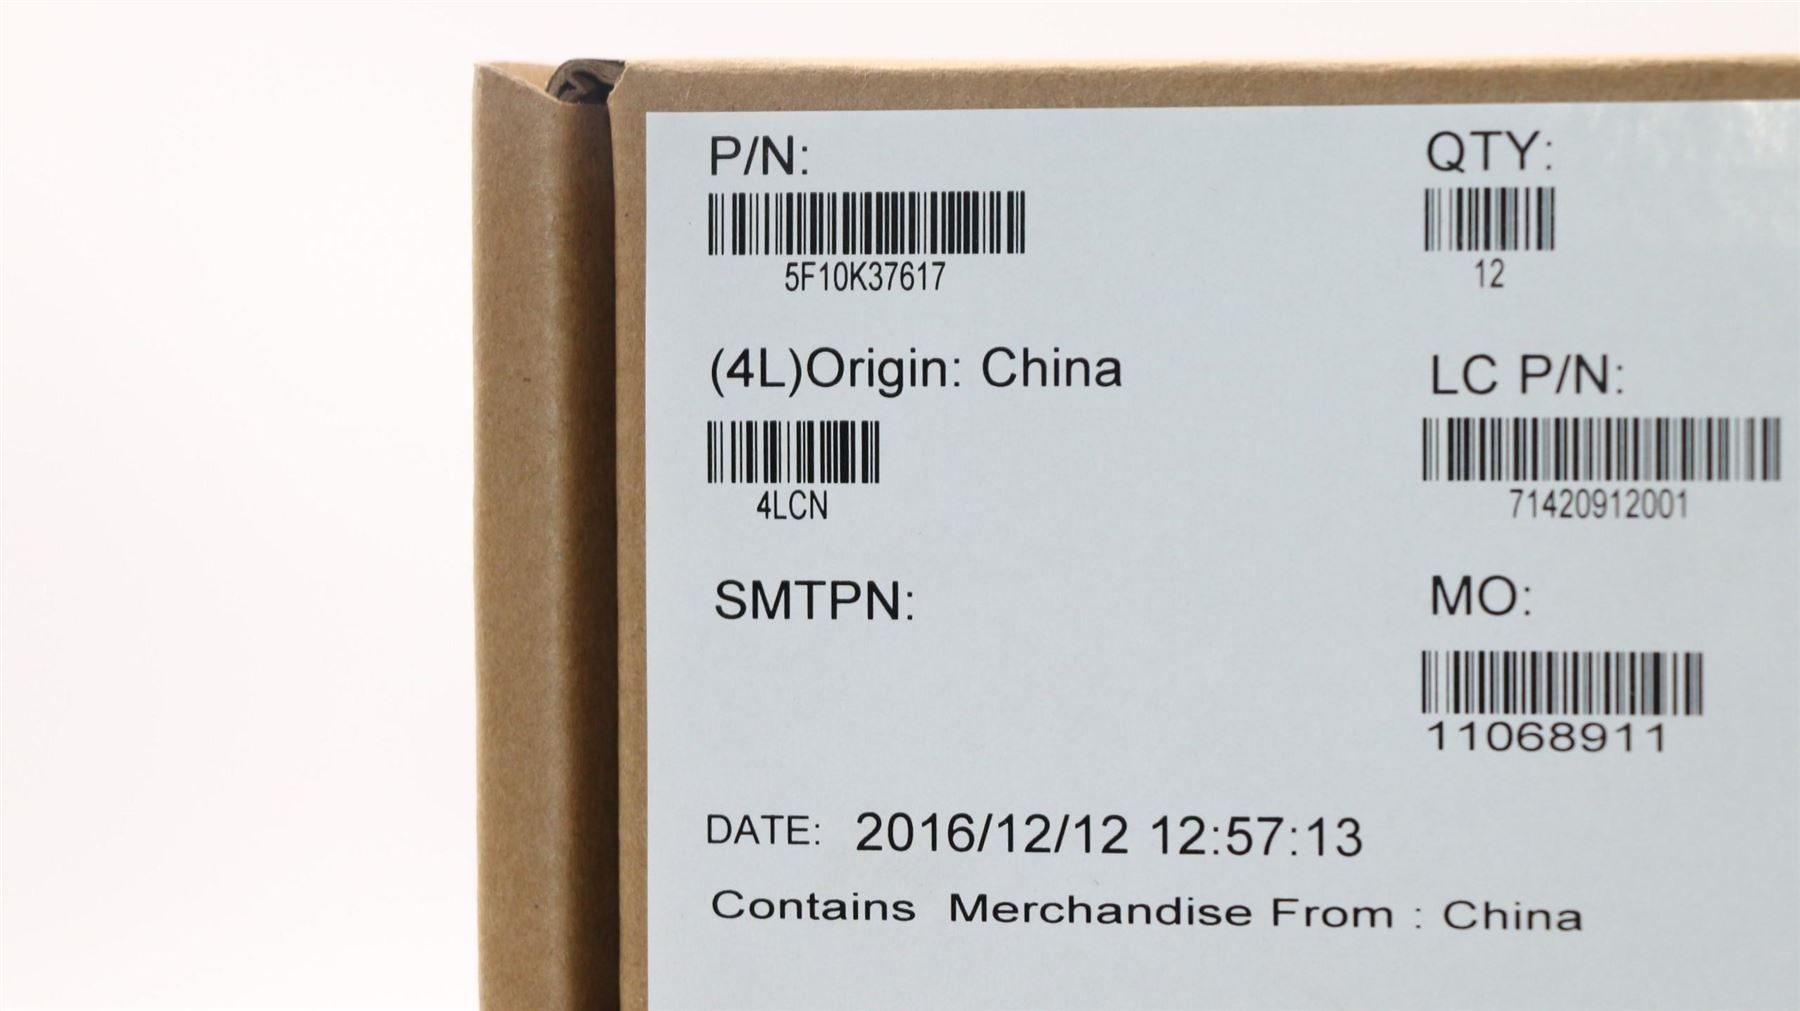 P/N:
5F10K37617
QTY:
12
(4L)Origin: China
4LCN
LC P/N:
71420912001
SMTPN:
MO:
11068911
DATE: 2016/12/12 12:57:13
Contains Merchandise From : China